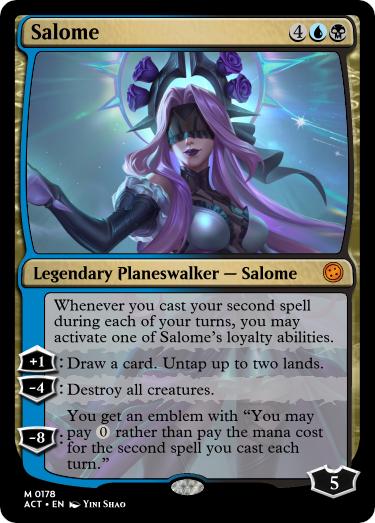 Salome 4
Legendary Planeswalker — Salome
Whenever you cast your second spell
during each of your turns, you may
activate one of Salome's loyalty abilities.
+1: Draw a card. Untap up to two lands.
-4: Destroy all creatures.
You get an emblem with “You may
pay 0 rather than pay the mana cost
-8: for the second spell you cast each
turn.”
5
M 0178
ACT • EN Yini Shao